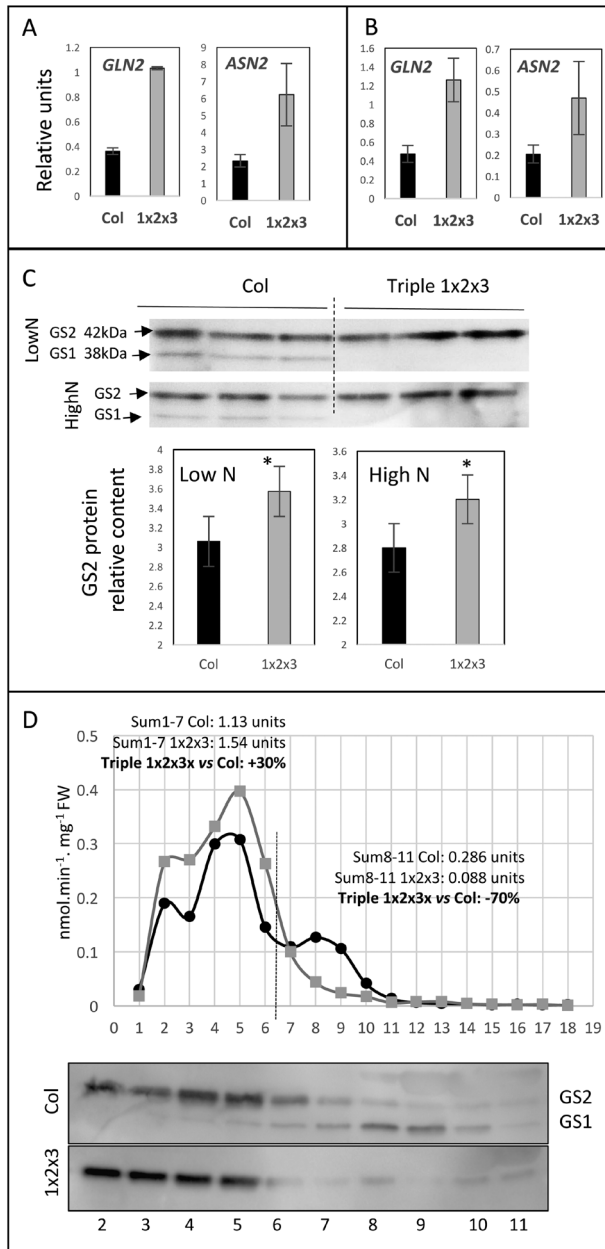 A
GLN2
ASN2
Relative units
1.2
1
0.8
0.6
0.4
0.2
0
9
8
7
6
5
4
3
2
1
0
Col 1x2x3
Col 1x2x3
B
GLN2
ASN2
1.6
1.4
1.2
1.0
0.8
0.6
0.4
0.2
0.0
0.7
0.6
0.5
0.4
0.3
0.2
0.1
0.0
Col 1x2x3
Col 1x2x3
C
Col Triple 1x2x3
LowN
GS2 42kDa
GS1 38kDa
HighN
GS2
GS1
GS2 protein
relative content
Low N
*
4
3.8
3.6
3.4
3.2
3
2.8
2.6
2.4
2.2
2
Col 1x2x3
High N
*
3.6
3.4
3.2
3
2.8
2.6
2.4
2.2
2
Col 1x2x3
D
Sum1-7 Col: 1.13 units
Sum1-7 1x2x3: 1.54 units
Triple 1x2x3x vs Col: +30%
Sum8-11 Col: 0.286 units
Sum8-11 1x2x3: 0.088 units
Triple 1x2x3x vs Col: -70%
nmol.min-1. mg-1 FW
0.5
0.4
0.3
0.2
0.1
0
0 1 2 3 4 5 6 7 8 9 10 11 12 13 14 15 16 17 18 19
Col
GS2
GS1
1x2x3
2 3 4 5 6 7 8 9 10 11